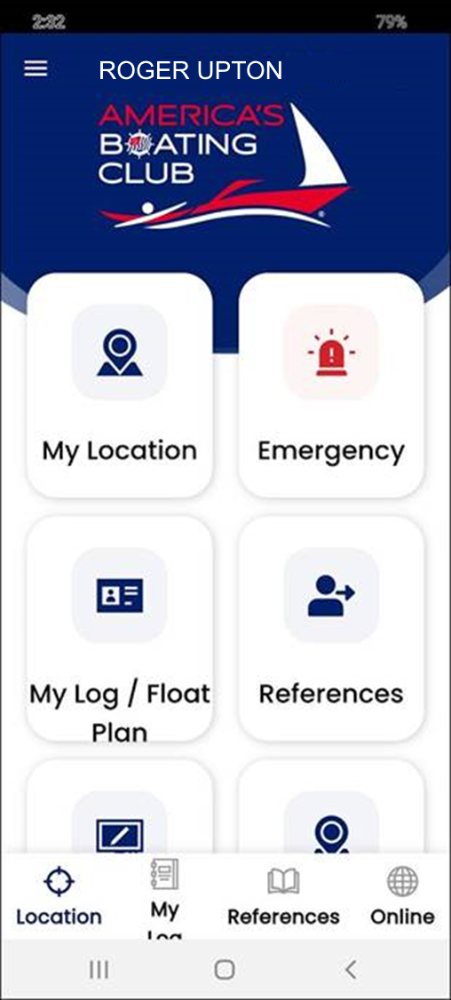 2:32 79%
ROGER UPTON
AMERICA'S
BOATING
CLUB
®
My Location
Emergency
My Log / Float
Plan
References
Location
My
Log
References
Online